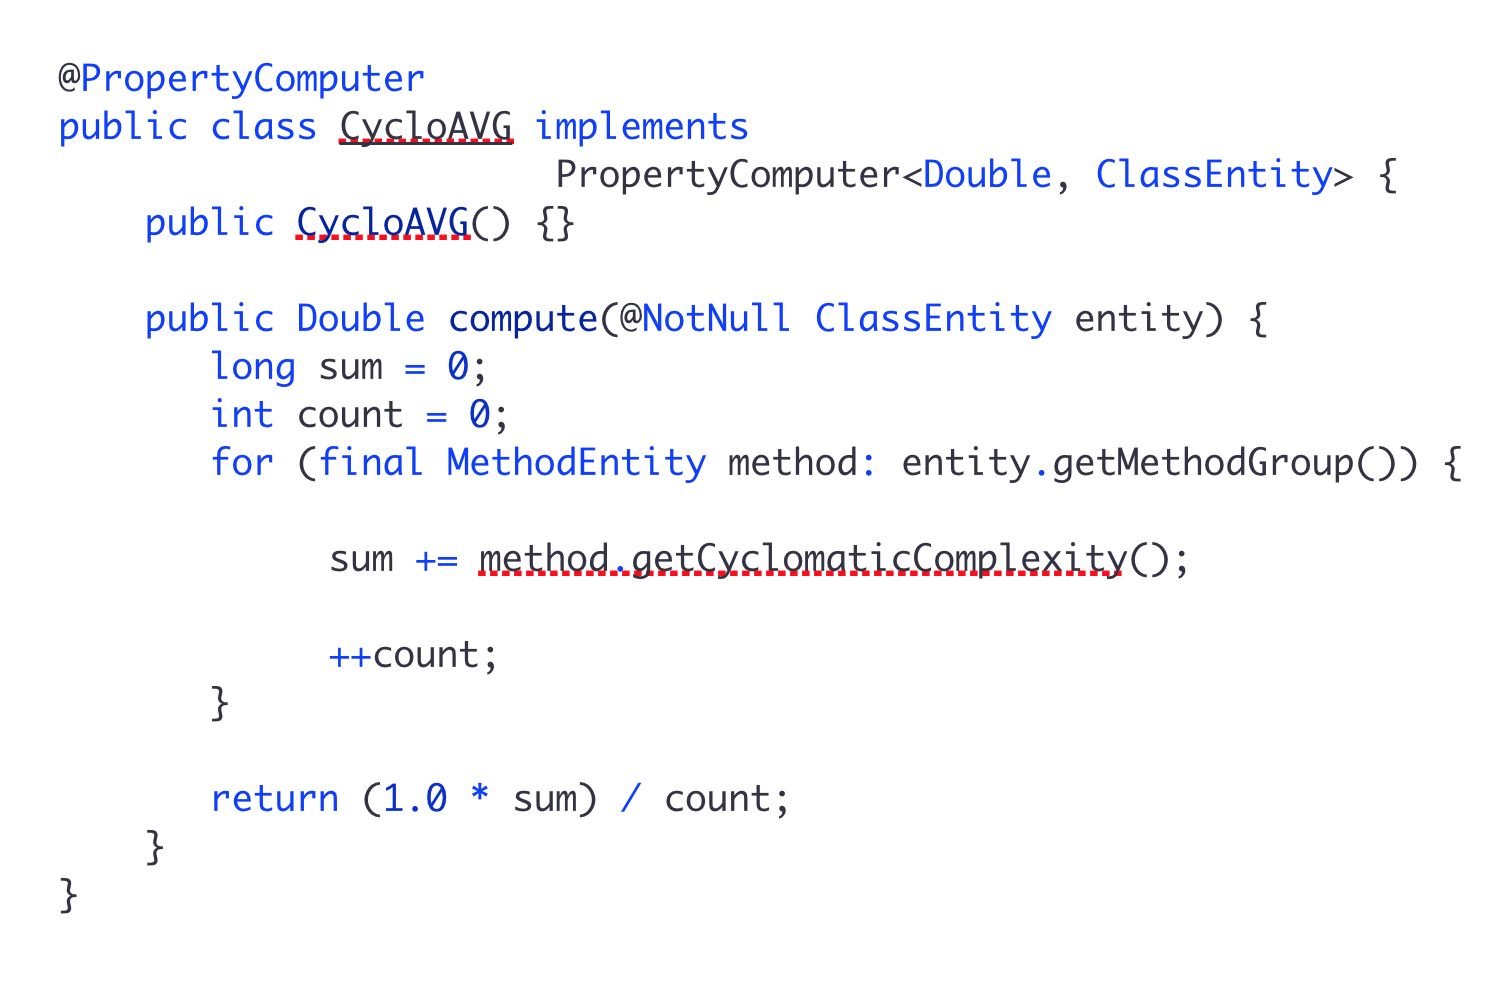 @PropertyComputer
public class CycloAVG implements
PropertyComputer<Double, ClassEntity> {
public CycloAVG() {}
public Double compute(@NotNull ClassEntity entity) {
long sum = 0;
int count = 0;
for (final MethodEntity method: entity.getMethodGroup()) {
sum += method.getCyclomaticComplexity();
++count;
}
return (1.0 * sum) / count;
}
}